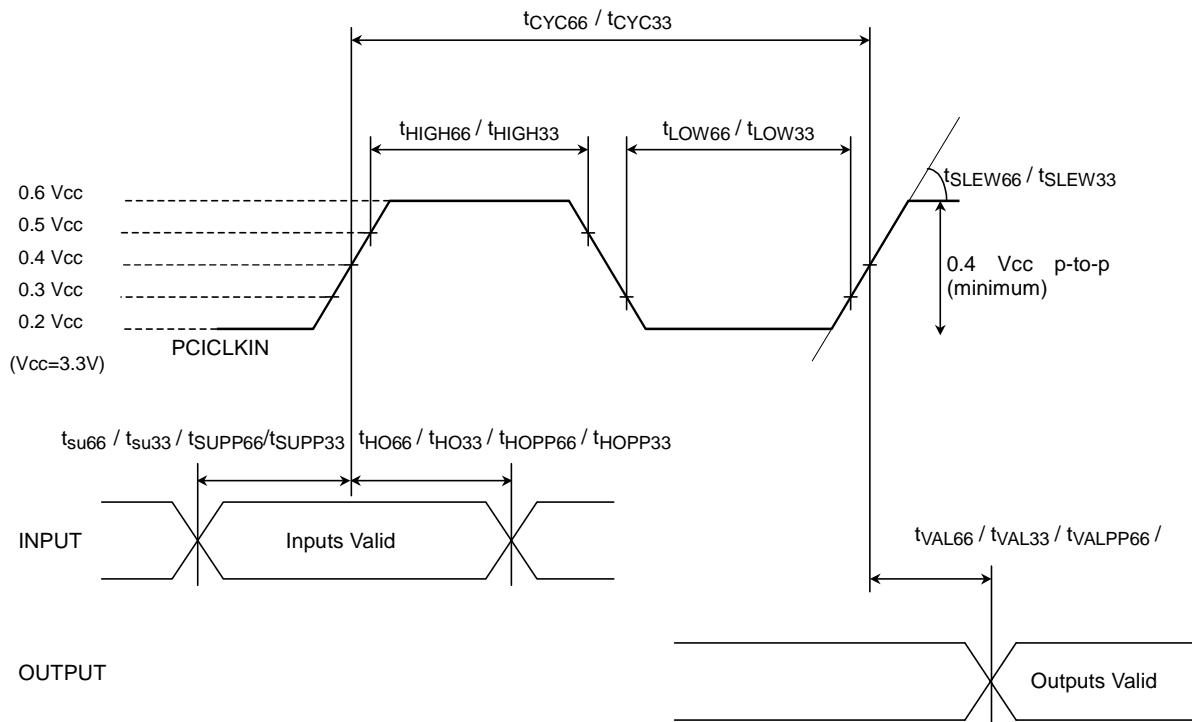 tCYC66 / tCYC33
tHIGH66 / tHIGH33
tLOW66 / tLOW33
tSLEW66 / tSLEW33
0.6 Vcc
0.5 Vcc
0.4 Vcc
0.3 Vcc
0.2 Vcc
(Vcc=3.3V)
PCICLKIN
0.4 Vcc p-to-p
(minimum)
tsu66 / tsu33 / tSUPP66/tSUPP33
tHO66 / tHO33 / tHOPP66 / tHOPP33
INPUT
Inputs Valid
tVAL66 / tVAL33 / tVALPP66 /
OUTPUT
Outputs Valid